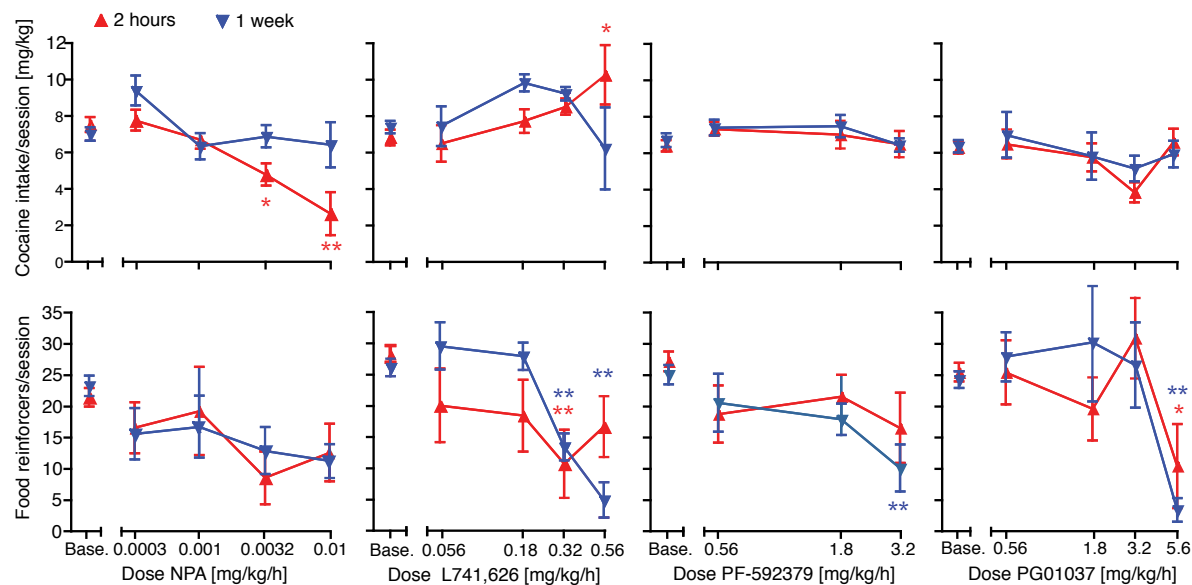 2 hours 1 week
Cocaine intake/session [mg/kg]
12
10
8
6
4
2
0
*
**
*
Food reinforcers/session
35
30
25
20
15
10
5
0
**
**
**
**
**
*
Base. 0.0003 0.001 0.0032 0.01
Base. 0.056 0.18 0.32 0.56
Base. 0.56 1.8 3.2
Base. 0.56 1.8 3.2 5.6
Dose NPA [mg/kg/h]
Dose L741,626 [mg/kg/h]
Dose PF-592379 [mg/kg/h]
Dose PG01037 [mg/kg/h]